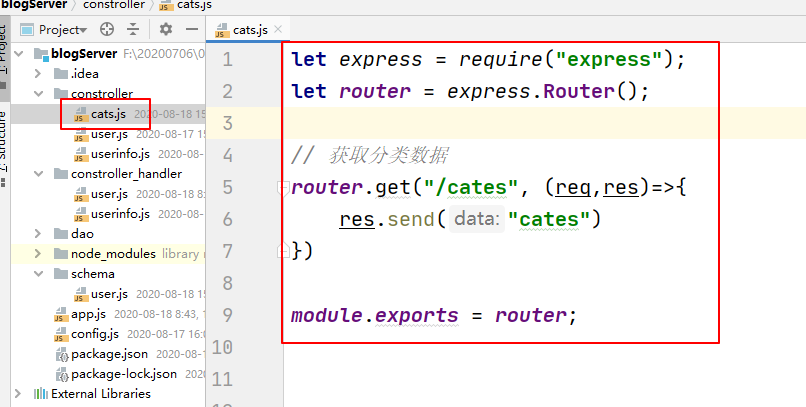 blogServer constroller cats.js
Project
cats.js
1: Project
7: Structure
blogServer F:\20200706\0
.idea
constroller
cats.js 2020-08-18 15
user.js 2020-08-17 15
userinfo.js 2020-08-
constroller_handler
user.js 2020-08-18 8:
userinfo.js 2020-08-
dao
node_modules library
schema
user.js 2020-08-18 15
app.js 2020-08-18 8:43, 1
config.js 2020-08-17 16:0
package.json 2020-08-
package-lock.json 2020-
External Libraries
1 let express = require("express");
2 let router = express.Router();
3
4 // 获取分类数据
5 router.get("/cates", (req,res)=>{
6 res.send( data: "cates")
7 })
8
9 module.exports = router;
10
11